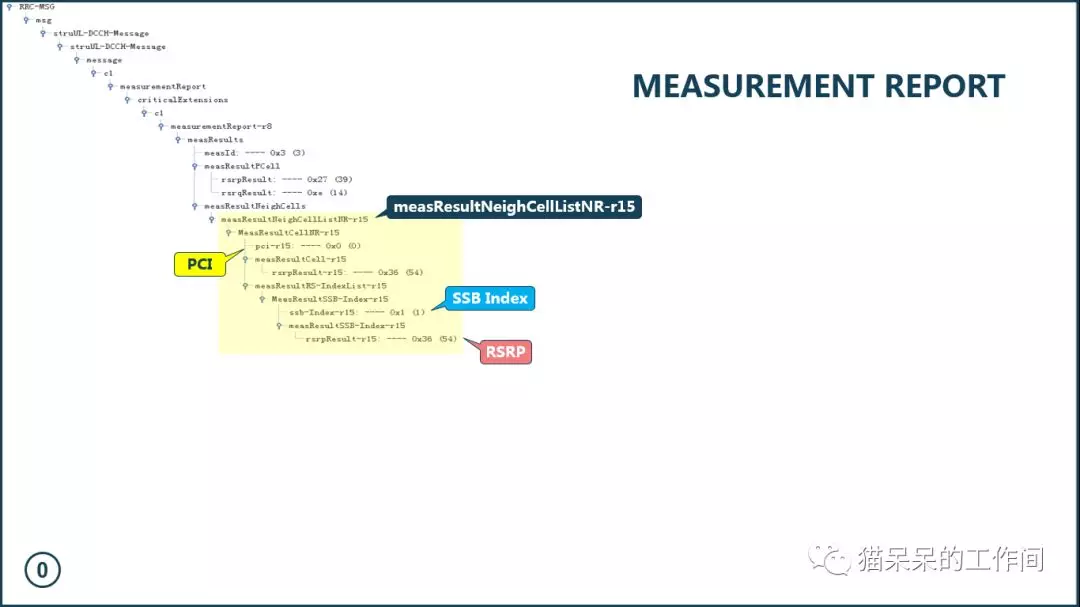 RRC-MSG
msg
struUL-DCCH-Message
struUL-DCCH-Message
message
c1
measurementReport
criticalExtensions
c1
measurementReport-r8
measResults
measId: ---- 0x3 (3)
measResultPCell
rsrpResult: ---- 0x27 (39)
rsrqResult: ---- 0xe (14)
measResultNeighCells
measResultNeighCellListNR-r15
MeasResultCellNR-r15
pci-r15: ---- 0x0 (0)
measResultCell-r15
rsrpResult-r15: ---- 0x36 (54)
measResultRS-IndexList-r15
MeasResultSSB-Index-r15
ssb-Index-r15: ---- 0x1 (1)
measResultSSB-Index-r15
rsrpResult-r15: ---- 0x36 (54)
MEASUREMENT REPORT
measResultNeighCellListNR-r15
PCI
SSB Index
RSRP
0
猫呆呆的工作间